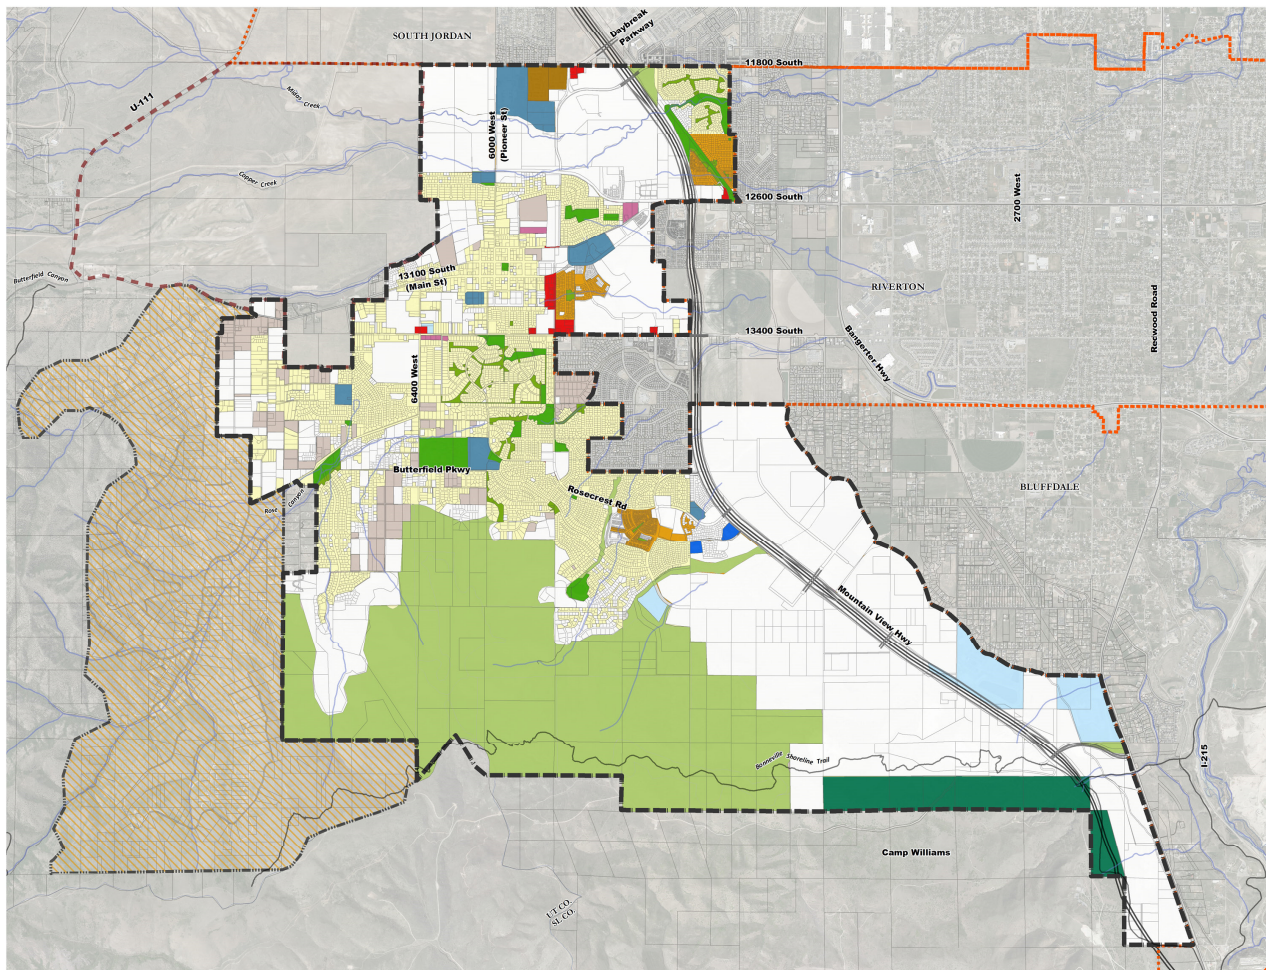 SOUTH JORDAN
Daybreak
Parkway
11800 South
U-111
Midas Creek
6000 West
(Pioneer St)
Copper Creek
12600 South
2700 West
Butterfield Canyon
13100 South
(Main St)
RIVERTON
Redwood Road
13400 South
Bangerter Hwy
6400 West
Butterfield Pkwy
Rose Canyon
Rosecrest Rd
BLUFFDALE
Mountain View Hwy
Bonneville Shoreline Trail
I-215
Camp Williams
UT. CO.
SL. CO.